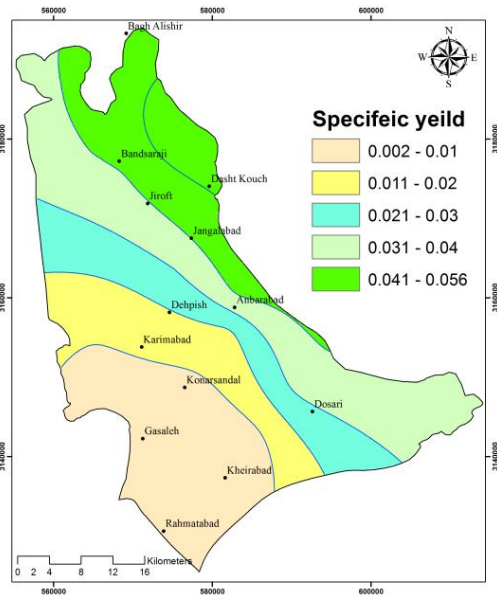 560000 580000 600000
Bagh Alishir
N
W E
S
3180000 3180000
Specifeic yeild
0.002 - 0.01
0.011 - 0.02
0.021 - 0.03
0.031 - 0.04
0.041 - 0.056
Bandsaraji
Dasht Kouch
Jiroft
Jangalabad
3160000 3160000
Anbarabad
Dehpish
Karimabad
Konarsandal
Dosari
Gasaleh
3140000 3140000
Kheirabad
Rahmatabad
Kilometers
0 2 4 8 12 16
560000 580000 600000